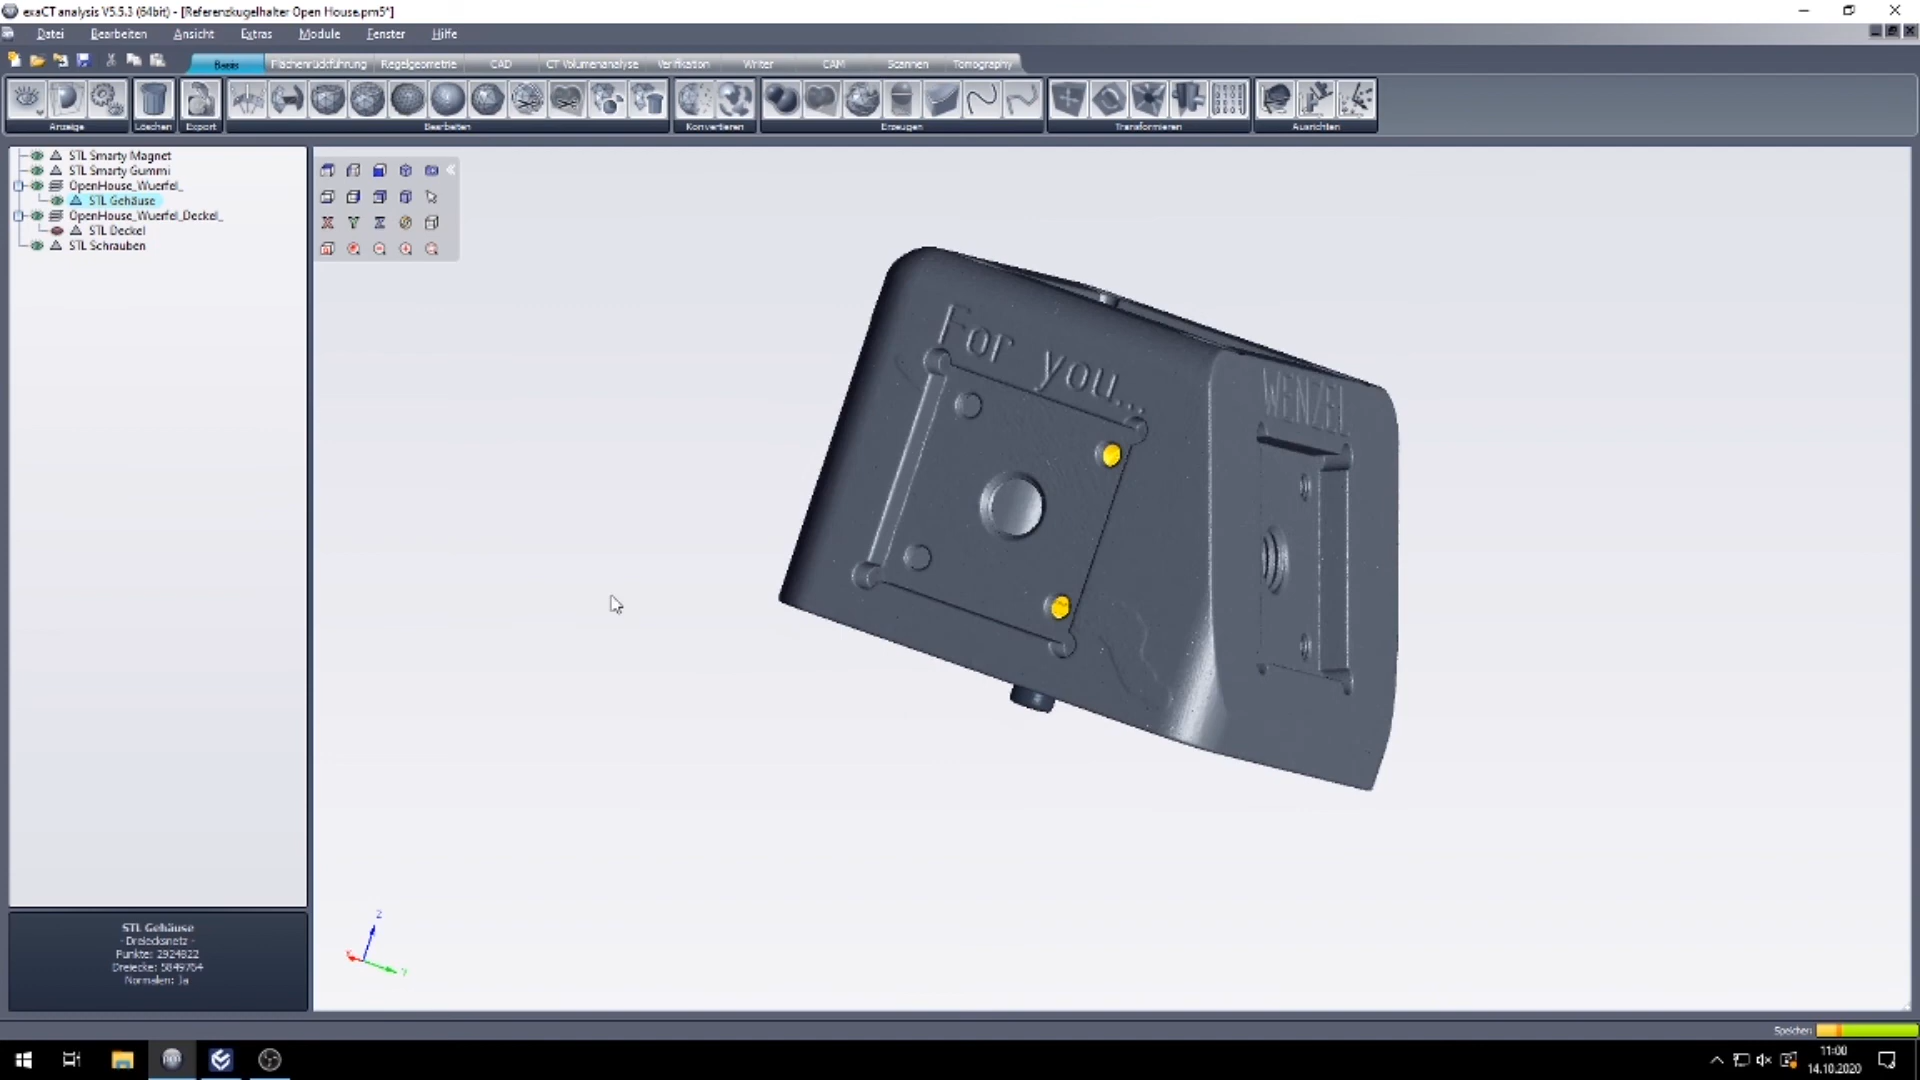 exaCT analysis V5.5.3 (64bit) - [Referenzkugelhalter Open House.pm5*]
Datei Bearbeiten Ansicht Extras Module Fenster Hilfe
Basis Flächenrückführung Regelgeometrie CAD CT Volumenanalyse Verifikation Writer CAM Scannen Tomography
Anzeige Löschen Export Bearbeiten Konvertieren Erzeugen Transformieren Ausrichten
STL Smarty Magnet
STL Smarty Gummi
OpenHouse_Wuerfel_
STL Gehäuse
OpenHouse_Wuerfel_Deckel_
STL Deckel
STL Schrauben
X Y Z
For you...
WENZEL
Z
X
Y
STL Gehäuse
- Dreiecksnetz -
Punkte: 2924822
Dreiecke: 5849764
Normalen: Ja
Speicher:
11:00
14.10.2020